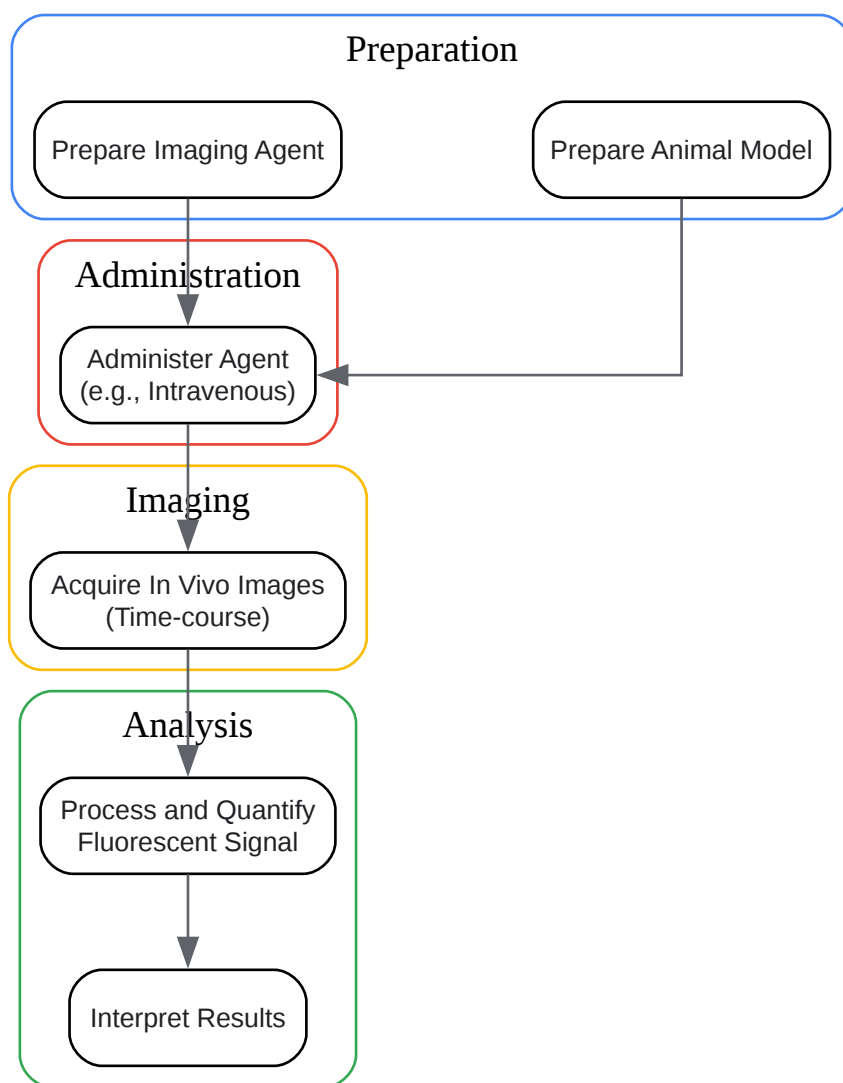 Preparation
Prepare Imaging Agent
Prepare Animal Model
Administration
Administer Agent
(e.g., Intravenous)
Imaging
Acquire In Vivo Images
(Time-course)
Analysis
Process and Quantify
Fluorescent Signal
Interpret Results